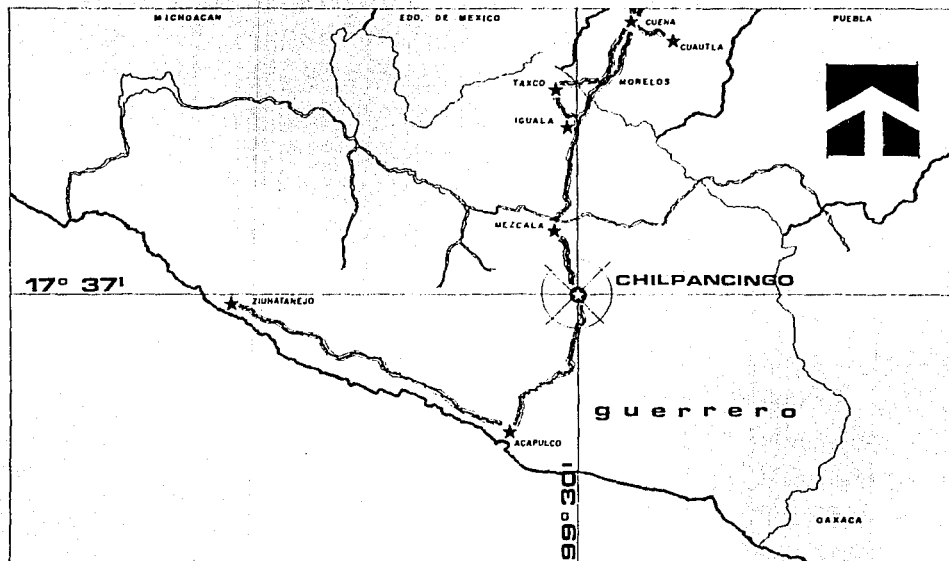 MICHOACAN
EDO. DE MEXICO
PUEBLA
CUENA
CUAUTLA
TAXCO
MORELOS
IGUALA
MEZCALA
17° 37'
CHILPANCINGO
ZIUHATANEJO
guerrero
ACAPULCO
99° 30'
OAXACA